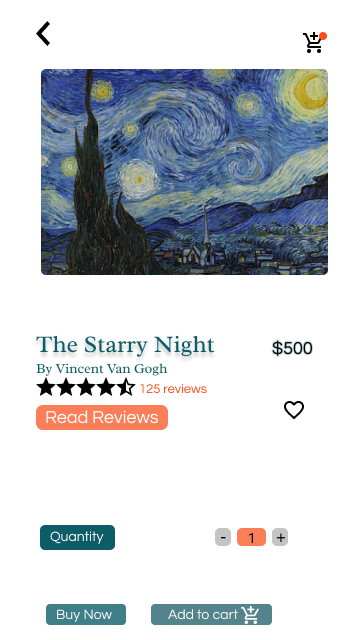 The Starry Night
$500
By Vincent Van Gogh
125 reviews
Read Reviews
Quantity
- 1 +
Buy Now
Add to cart